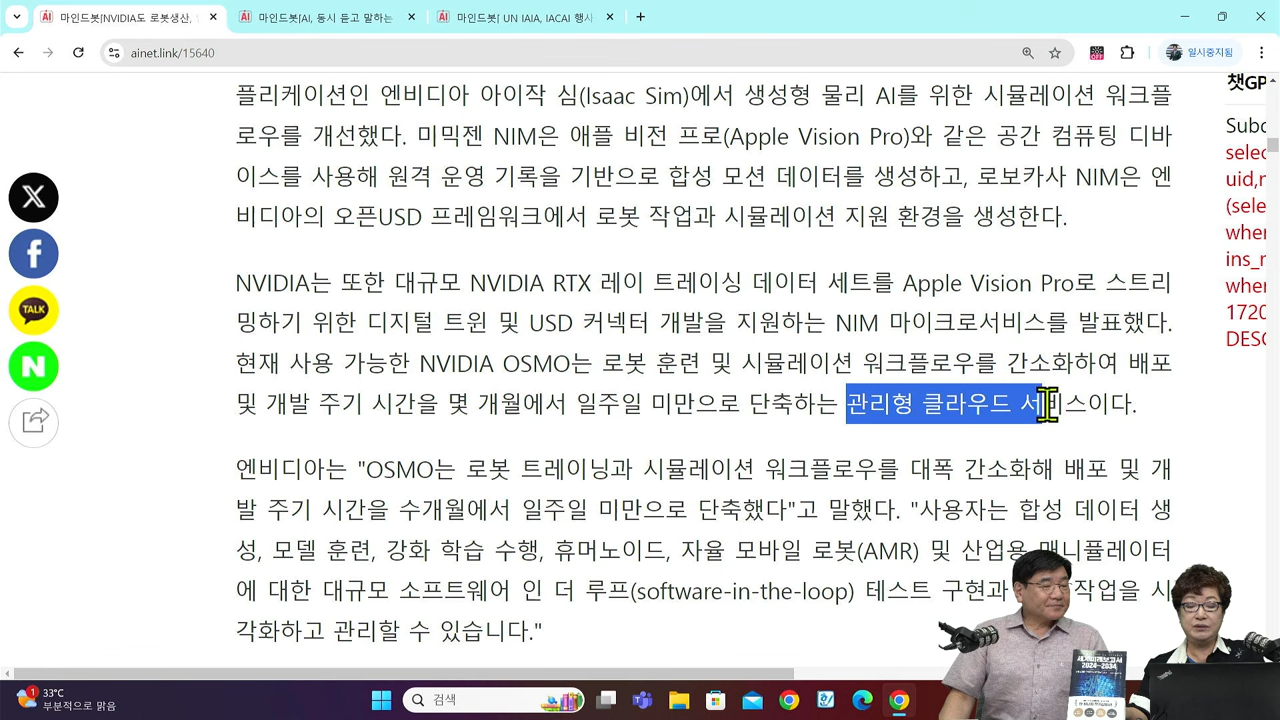 마인드봇[NVIDIA도 로봇생산,
마인드봇[AI, 동시 듣고 말하는
마인드봇[ UN IAIA, IACAI 행사
ainet.link/15640
OFF
일시중지됨
플리케이션인 엔비디아 아이작 심(Isaac Sim)에서 생성형 물리 AI를 위한 시뮬레이션 워크플
로우를 개선했다. 미믹젠 NIM은 애플 비전 프로(Apple Vision Pro)와 같은 공간 컴퓨팅 디바
이스를 사용해 원격 운영 기록을 기반으로 합성 모션 데이터를 생성하고, 로보카사 NIM은 엔
비디아의 오픈USD 프레임워크에서 로봇 작업과 시뮬레이션 지원 환경을 생성한다.
NVIDIA는 또한 대규모 NVIDIA RTX 레이 트레이싱 데이터 세트를 Apple Vision Pro로 스트리
밍하기 위한 디지털 트윈 및 USD 커넥터 개발을 지원하는 NIM 마이크로서비스를 발표했다.
현재 사용 가능한 NVIDIA OSMO는 로봇 훈련 및 시뮬레이션 워크플로우를 간소화하여 배포
및 개발 주기 시간을 몇 개월에서 일주일 미만으로 단축하는 관리형 클라우드 서비스이다.
엔비디아는 "OSMO는 로봇 트레이닝과 시뮬레이션 워크플로우를 대폭 간소화해 배포 및 개
발 주기 시간을 수개월에서 일주일 미만으로 단축했다"고 말했다. "사용자는 합성 데이터 생
성, 모델 훈련, 강화 학습 수행, 휴머노이드, 자율 모바일 로봇(AMR) 및 산업용 매니퓰레이터
에 대한 대규모 소프트웨어 인 더 루프(software-in-the-loop) 테스트 구현과 작업을 시
각화하고 관리할 수 있습니다."
챗GP
Subq
selec
uid,n
(sele
wher
ins_r
wher
1720
DESC
TALK
N
세계미래보고서
2024-2034
1
33°C
부분적으로 맑음
검색